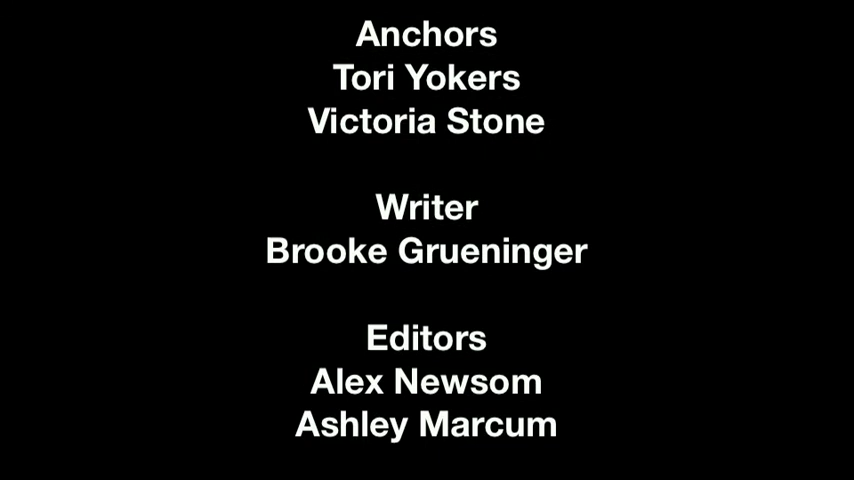 Anchors
Tori Yokers
Victoria Stone
Writer
Brooke Grueninger
Editors
Alex Newsom
Ashley Marcum